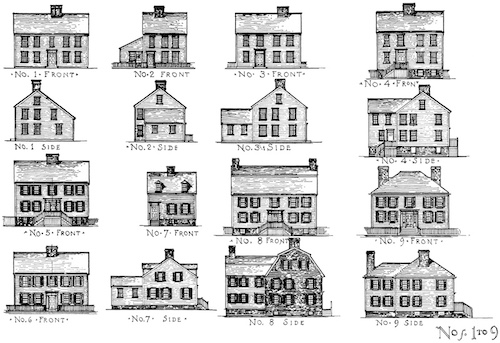 No. 1 - FRONT
No. 2 FRONT
No. 3 - FRONT
No. 4 - FRONT
No. 1 SIDE
No. 2 - SIDE
No. 3 - SIDE
No. 4 - SIDE
No. 5 - FRONT
No. 7 - FRONT
No. 8 FRONT
No. 9 - FRONT
No. 6 - FRONT
No. 7 SIDE
No. 8 SIDE
No. 9 SIDE
Nos. 1 TO 9